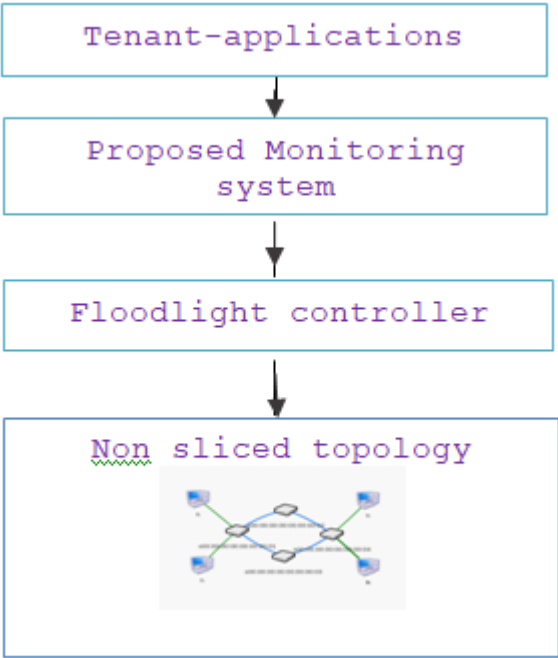 Tenant-applications
Proposed Monitoring
system
Floodlight controller
Non sliced topology